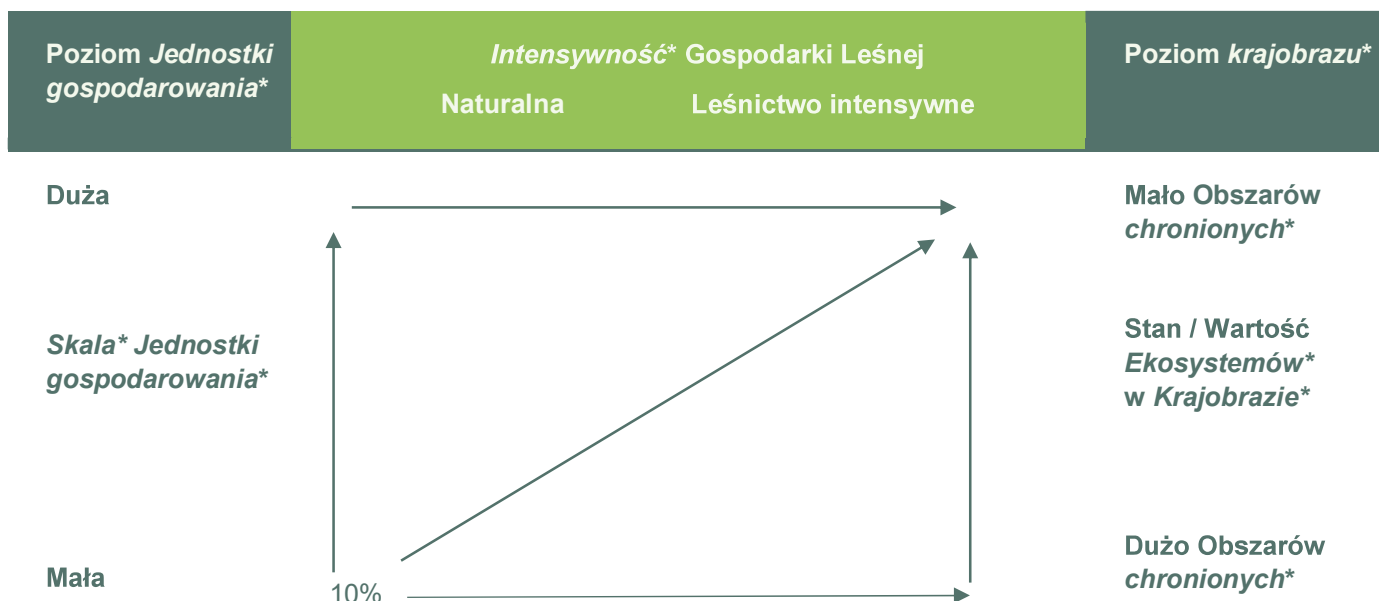 Poziom Jednostki
gospodarowania*
Intensywność* Gospodarki Leśnej
Naturalna
Leśnictwo intensywne
Poziom krajobrazu*
Duża
Mało Obszarów
chronionych*
Skala* Jednostki
gospodarowania*
Stan / Wartość
Ekosystemów*
w Krajobrazie*
Mała
10%
Dużo Obszarów
chronionych*